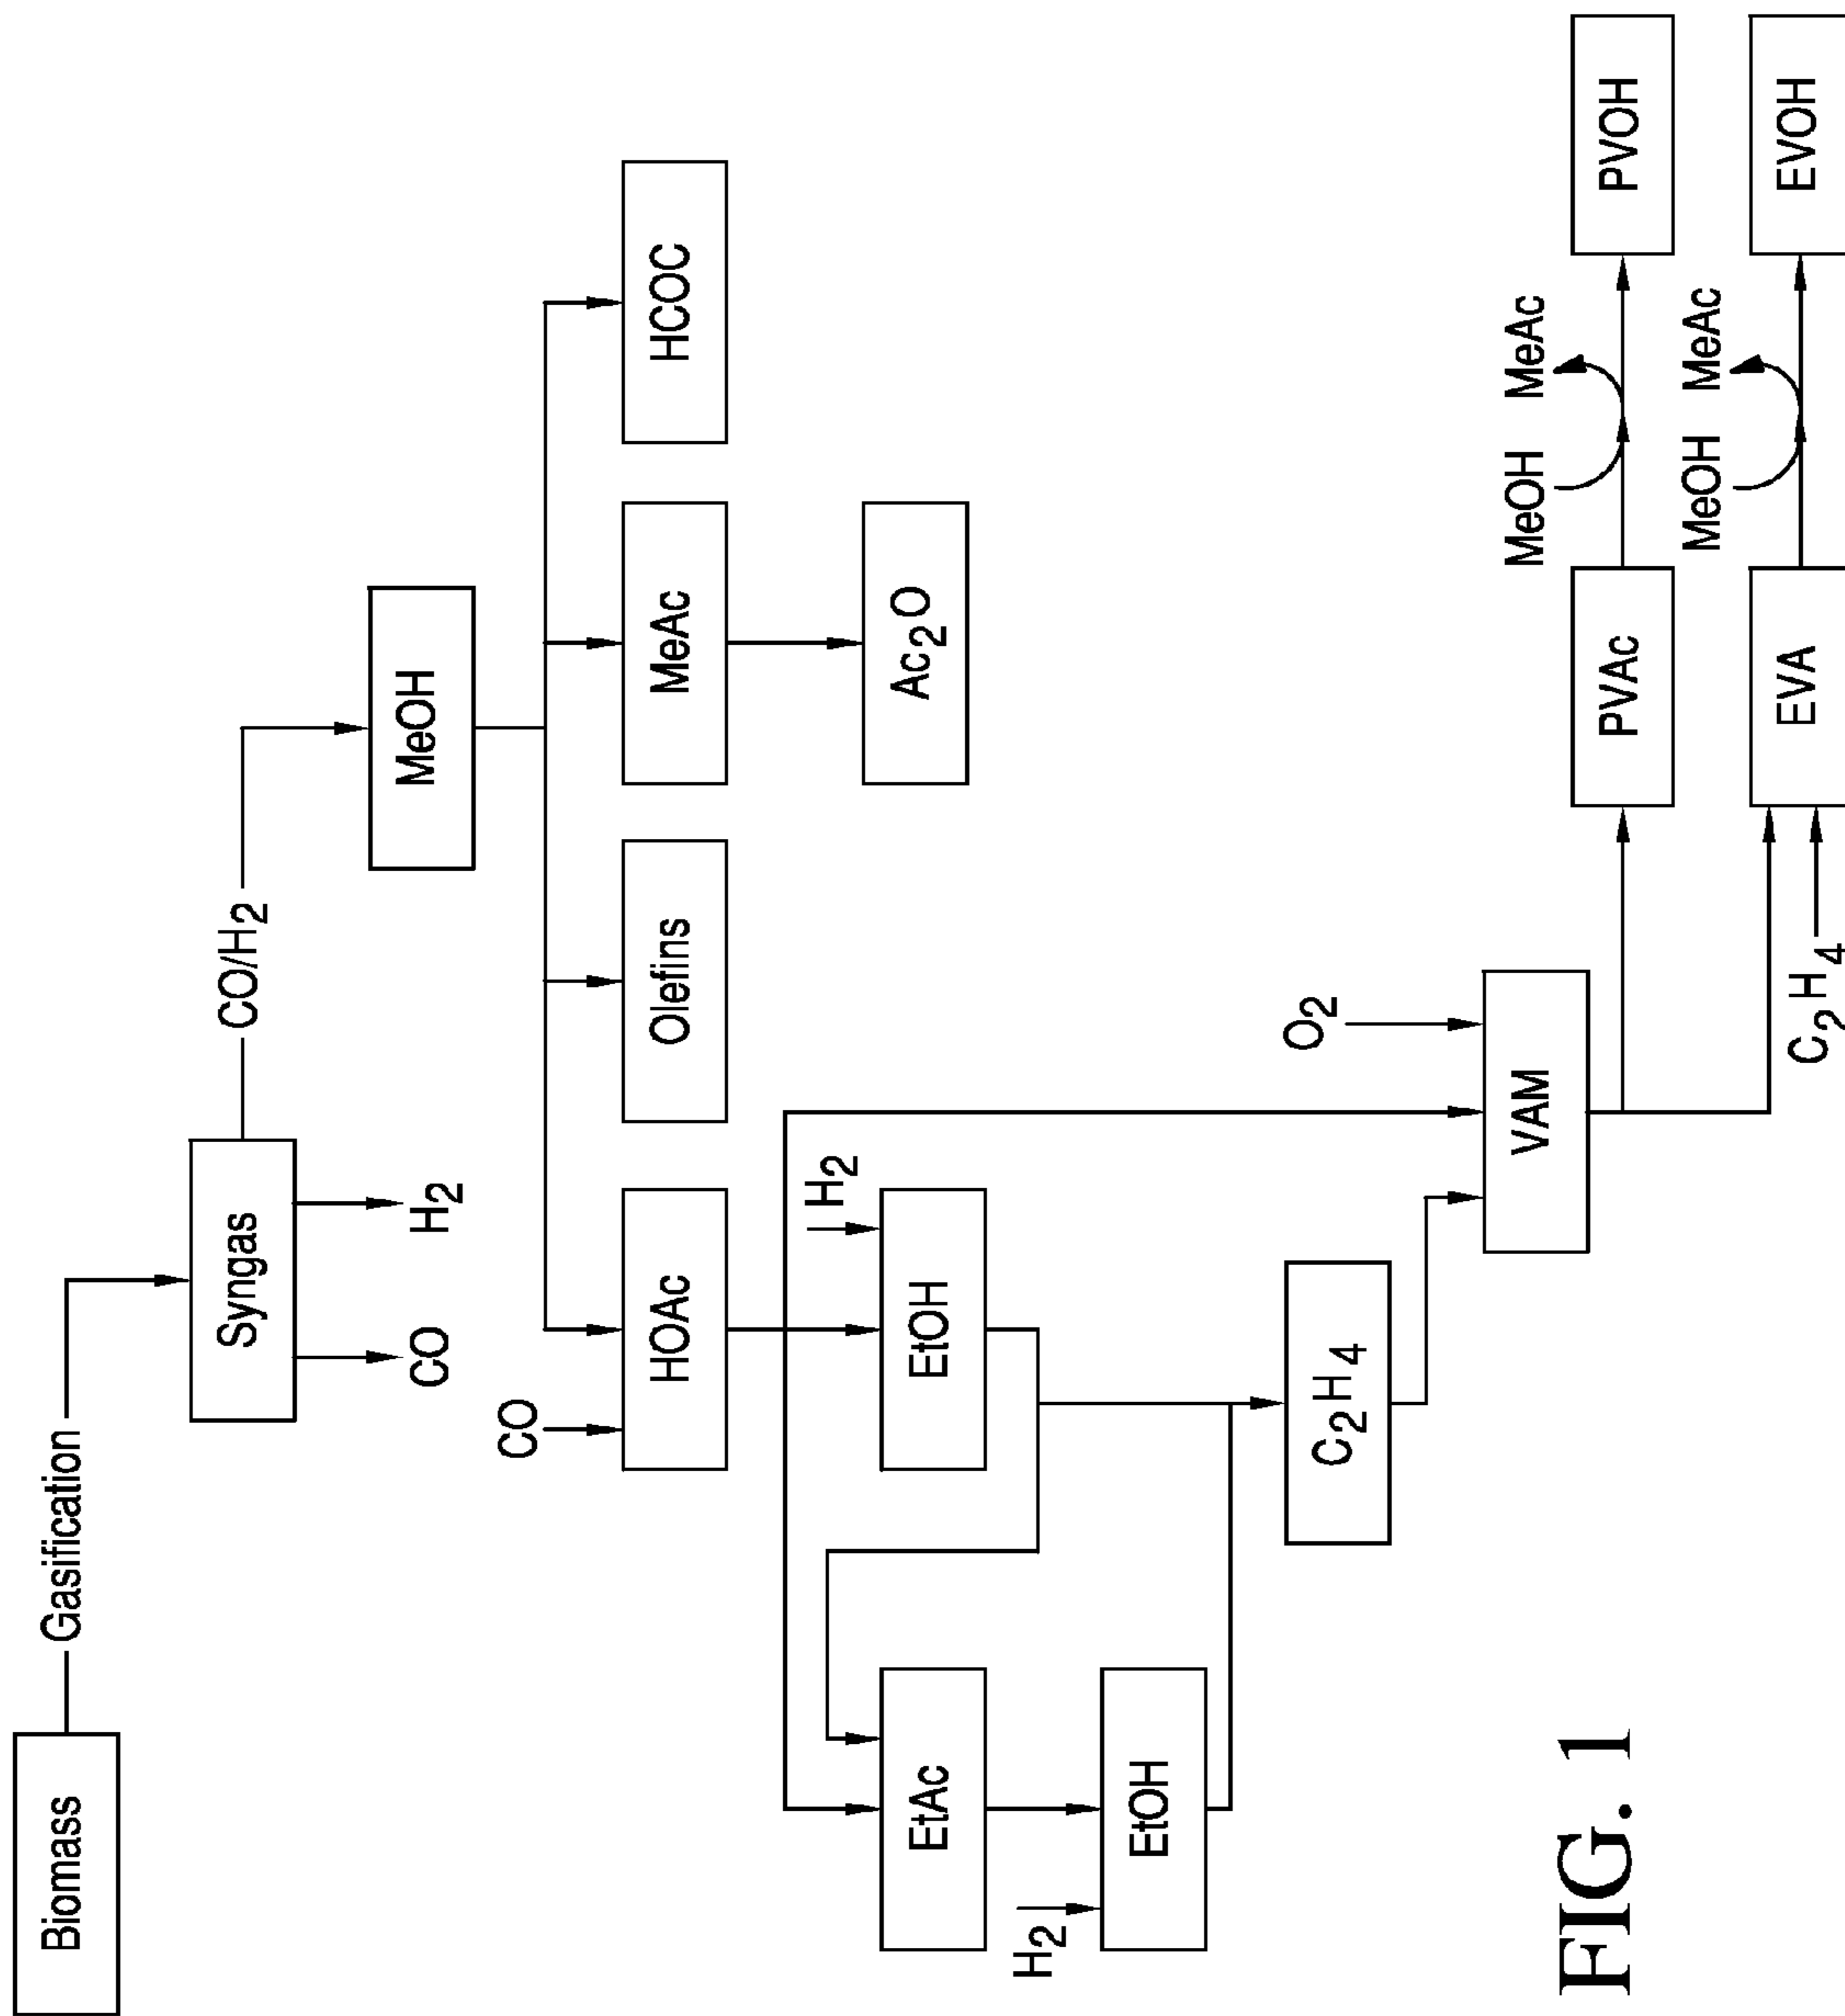 Biomass
Gasification
Syngas
CO
H2
CO/H2
MeOH
CO
HOAc
Olefins
MeAc
HCOC
Ac2O
H2
EtAc
EtOH
H2
EtOH
C2H4
O2
VAM
C2H4
PVAc
MeOH MeAc
PVOH
EVA
MeOH MeAc
EVOH
FIG. 1